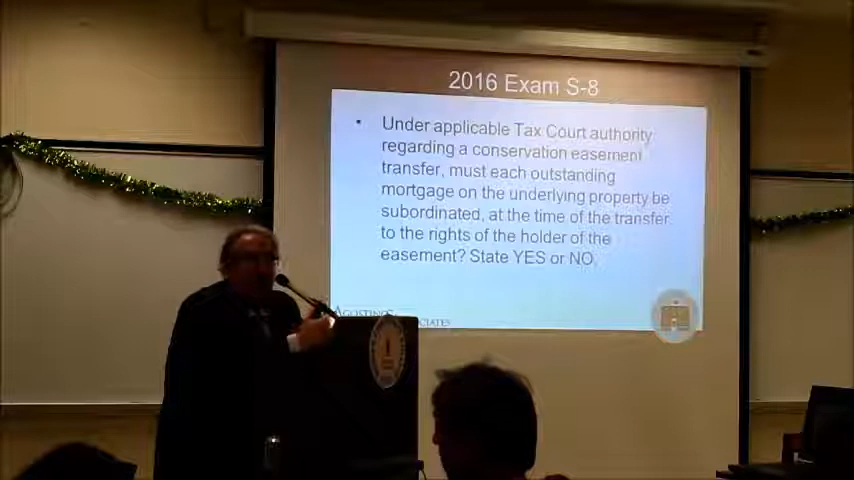 2016 Exam S-8
• Under applicable Tax Court authority
regarding a conservation easement
transfer, must each outstanding
mortgage on the underlying property be
subordinated, at the time of the transfer
to the rights of the holder of the
easement? State YES or NO.